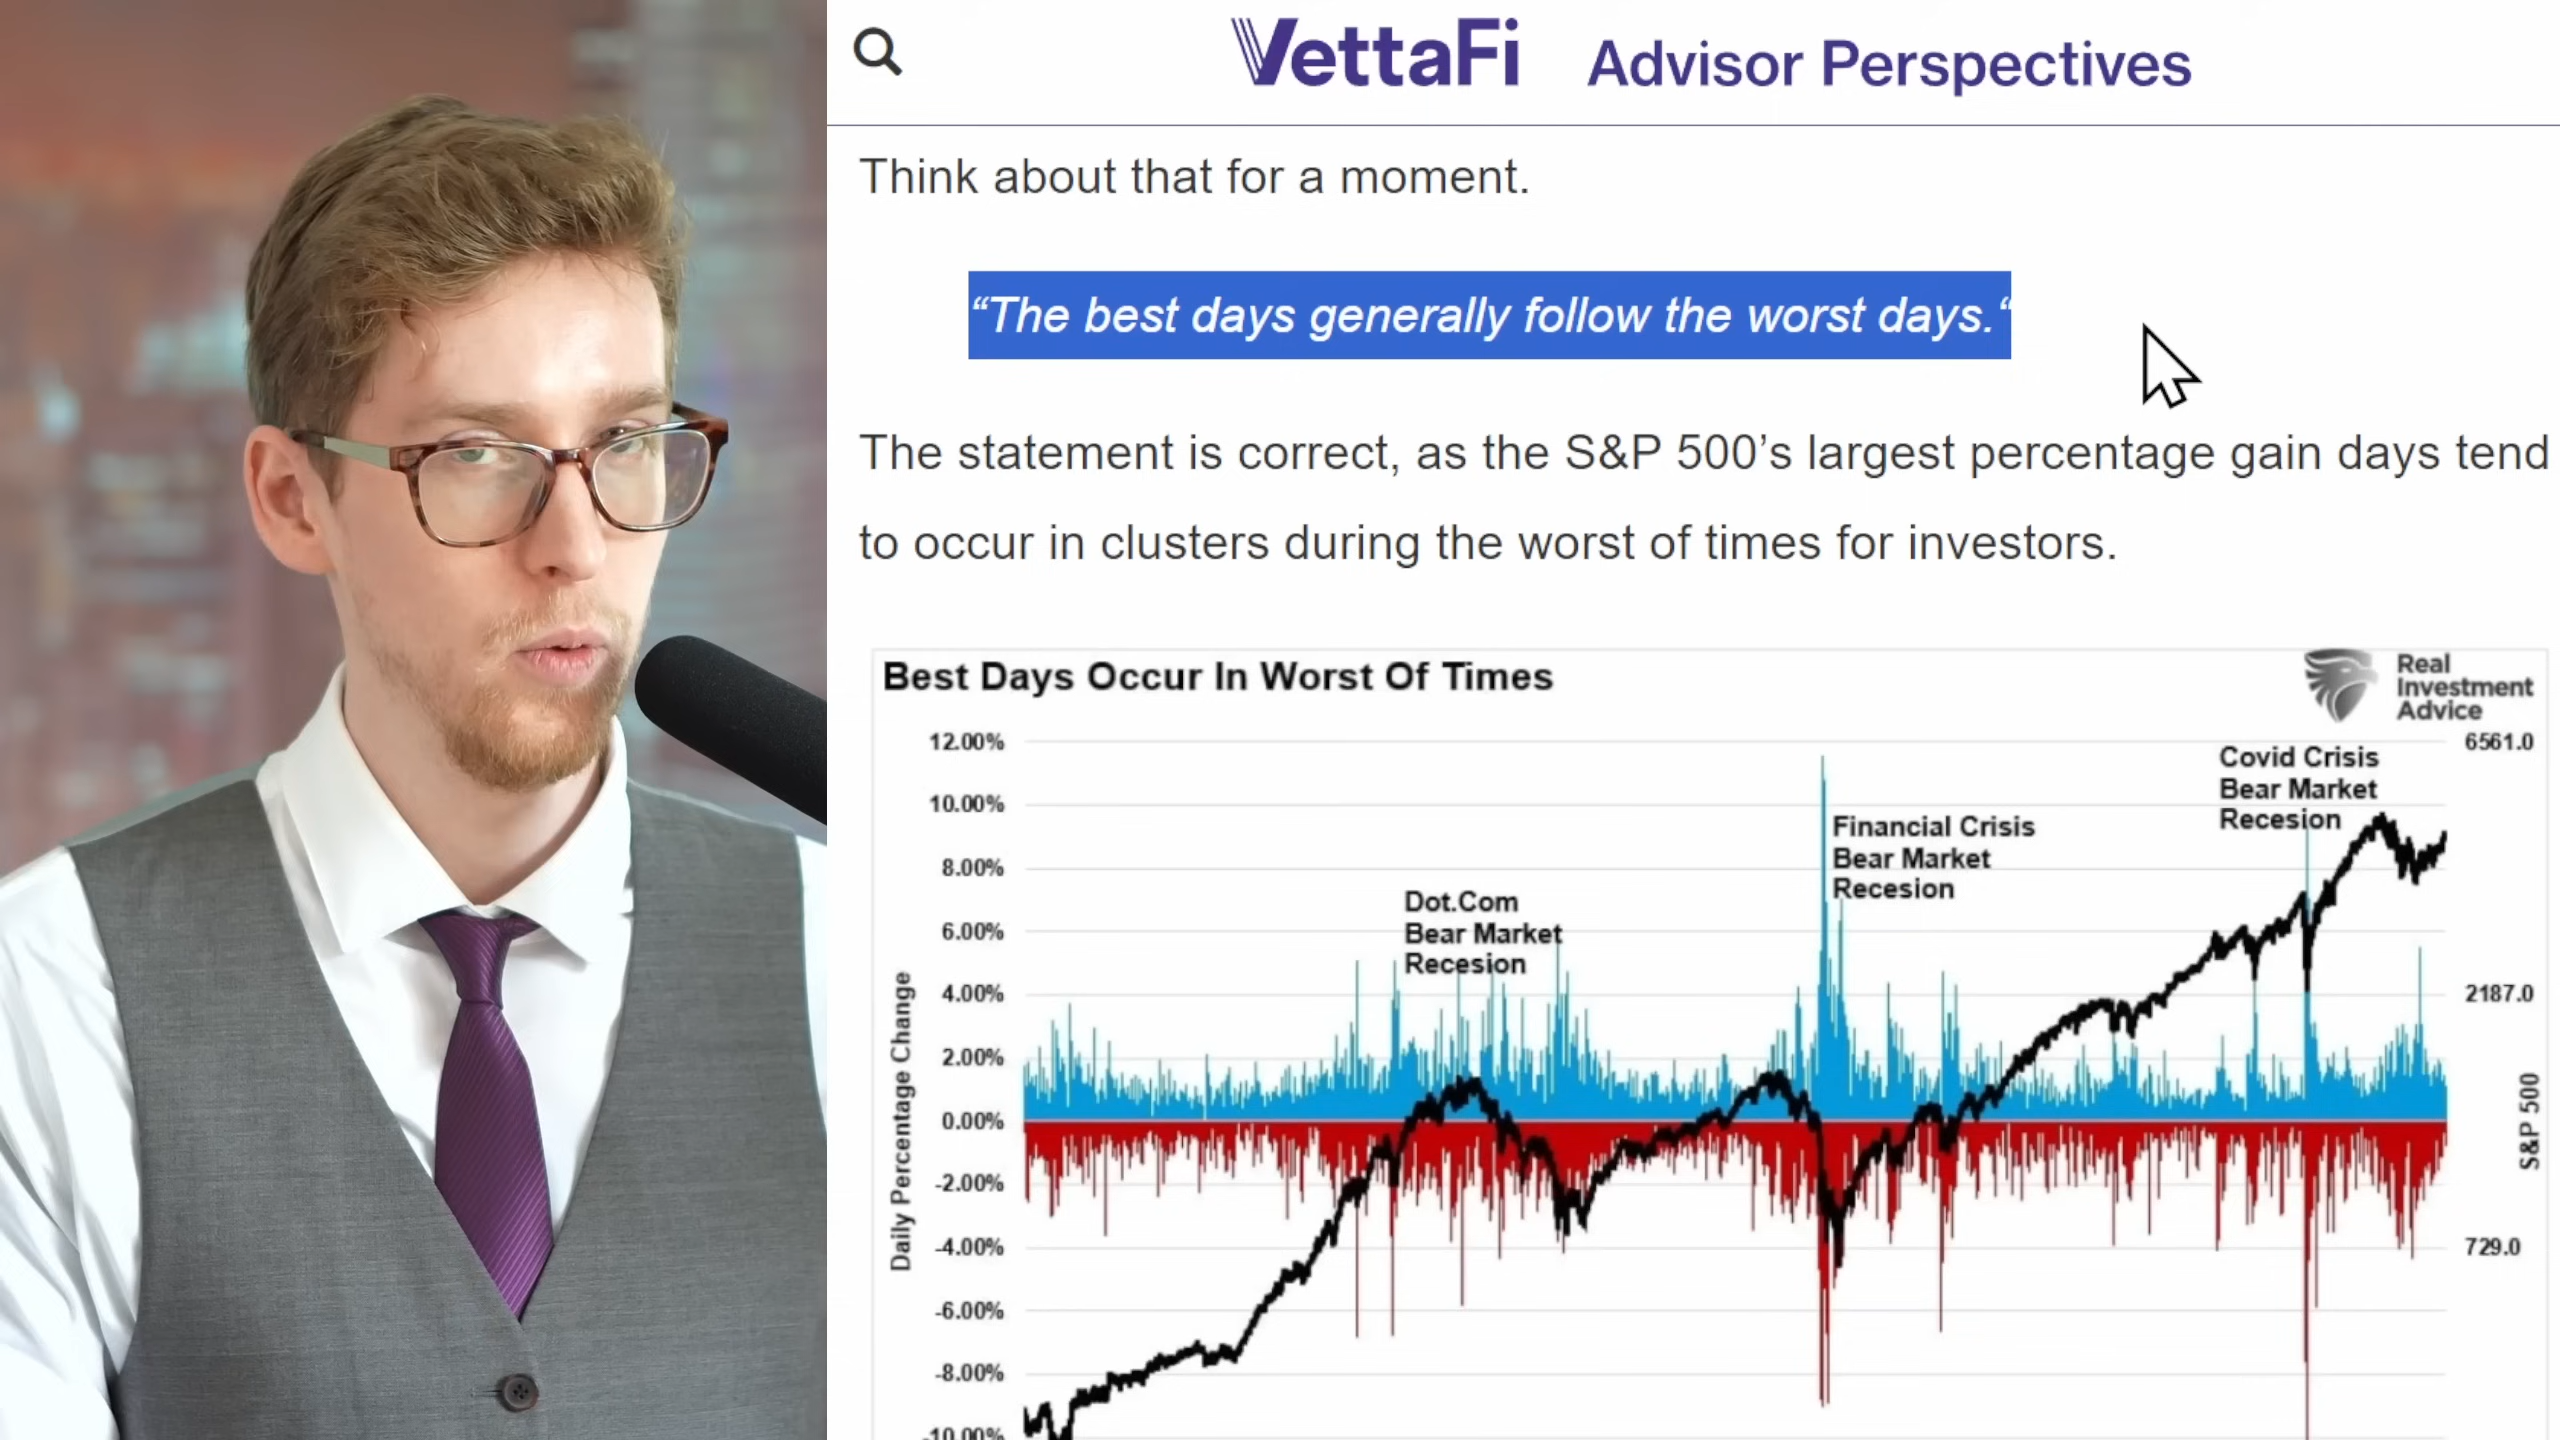 VettaFi Advisor Perspectives
Think about that for a moment.
“The best days generally follow the worst days.“
The statement is correct, as the S&P 500’s largest percentage gain days tend
to occur in clusters during the worst of times for investors.
Best Days Occur In Worst Of Times
Real
Investment
Advice
12.00%
10.00%
8.00%
6.00%
4.00%
2.00%
0.00%
-2.00%
-4.00%
-6.00%
-8.00%
-10.00%
Daily Percentage Change
Dot.Com
Bear Market
Recesion
Financial Crisis
Bear Market
Recesion
Covid Crisis
Bear Market
Recesion
6561.0
2187.0
729.0
S&P 500